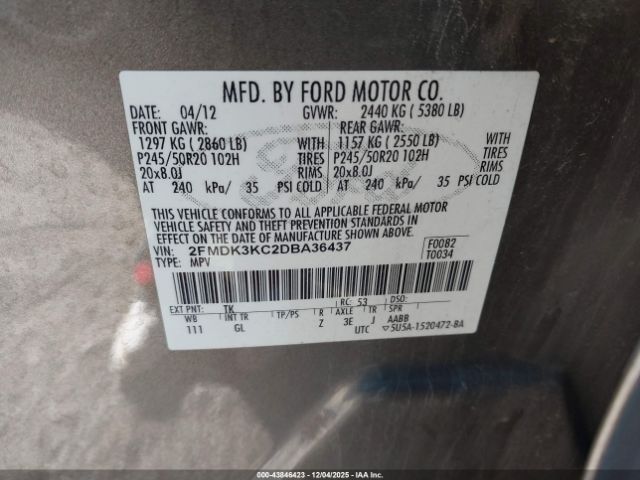 MFD. BY FORD MOTOR CO.
DATE: 04/12 GVWR: 2440 KG ( 5380 LB)
FRONT GAWR: REAR GAWR:
1297 KG ( 2860 LB) WITH 1157 KG ( 2550 LB) WITH
P245/50R20 102H TIRES P245/50R20 102H TIRES
20x8.0J RIMS 20x8.0J RIMS
AT 240 kPa/ 35 PSI COLD AT 240 kPa/ 35 PSI COLD
THIS VEHICLE CONFORMS TO ALL APPLICABLE FEDERAL MOTOR
VEHICLE SAFETY AND THEFT PREVENTION STANDARDS IN
EFFECT ON THE DATE OF MANUFACTURE SHOWN ABOVE.
VIN: 2FMDK3KC2DBA36437 F0082
TYPE: MPV T0034
EXT PNT: TK RC: 53 DSO:
WB INT TR TP/PS R AXLE TR SPR
111 GL Z 3E J AABB
UTC ▽5U5A-1520472-BA
000-43846423 - 12/04/2025 - IAAI.COM